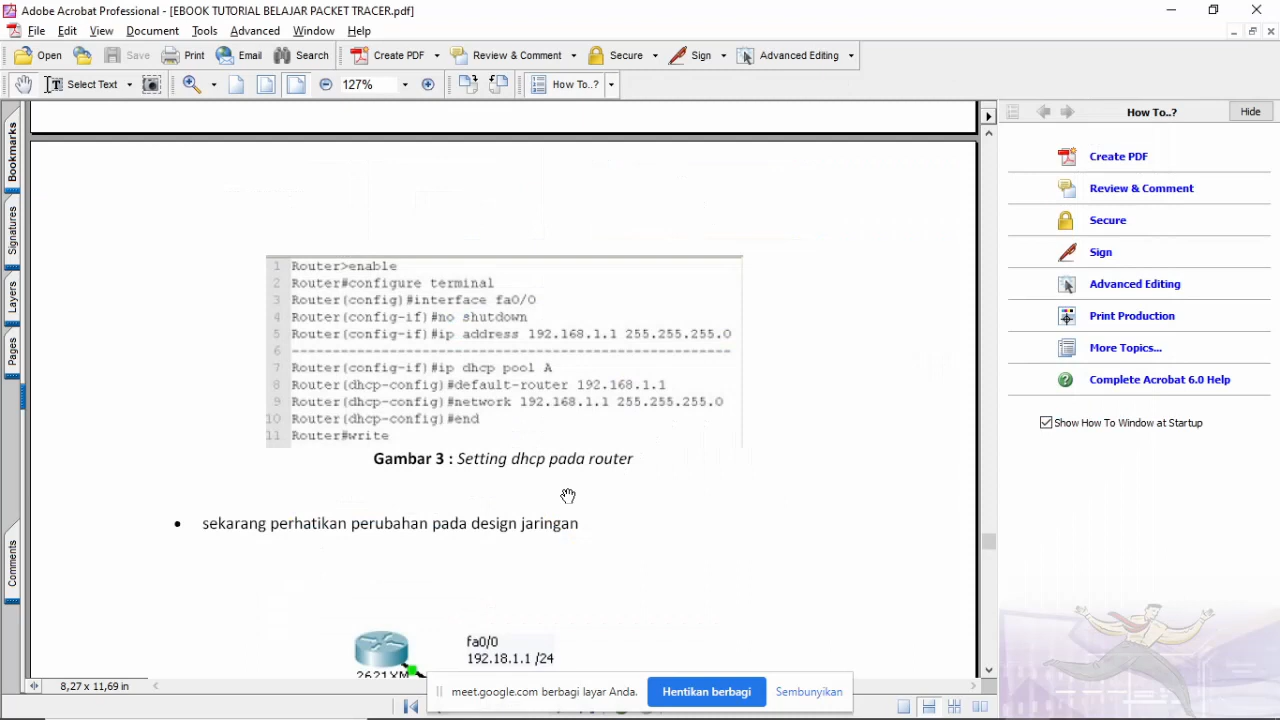 Adobe Acrobat Professional - [EBOOK TUTORIAL BELAJAR PACKET TRACER.pdf]
File Edit View Document Tools Advanced Window Help
Open Save Print Email Search Create PDF Review & Comment Secure Sign Advanced Editing
Select Text 127% How To..?
How To..? Hide
Bookmarks
Signatures
Layers
Pages
Comments
1 Router>enable
2 Router#configure terminal
3 Router(config)#interface fa0/0
4 Router(config-if)#no shutdown
5 Router(config-if)#ip address 192.168.1.1 255.255.255.0
6 ------------------------------------------------------
7 Router(config-if)#ip dhcp pool A
8 Router(dhcp-config)#default-router 192.168.1.1
9 Router(dhcp-config)#network 192.168.1.1 255.255.255.0
10 Router(dhcp-config)#end
11 Router#write
Gambar 3 : Setting dhcp pada router
• sekarang perhatikan perubahan pada design jaringan
fa0/0
192.18.1.1 /24
2621XM
Create PDF
Review & Comment
Secure
Sign
Advanced Editing
Print Production
More Topics...
Complete Acrobat 6.0 Help
Show How To Window at Startup
8,27 x 11,69 in
meet.google.com berbagi layar Anda. Hentikan berbagi Sembunyikan